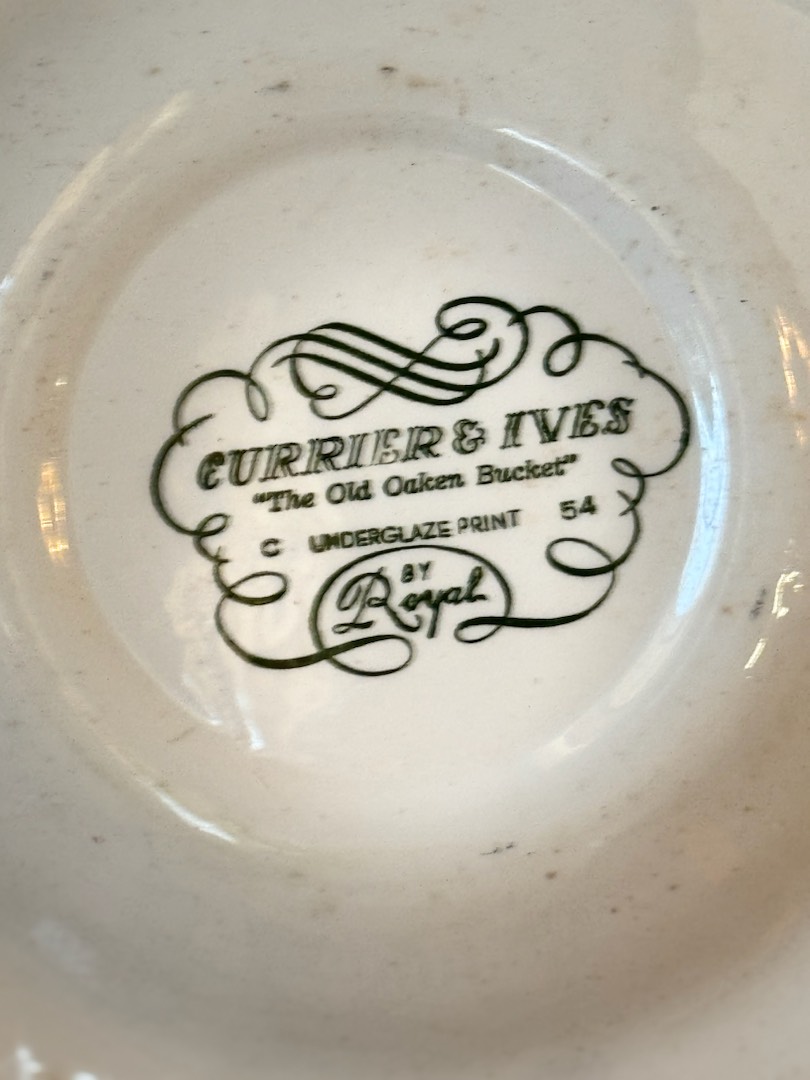 CURRIER & IVES
"The Old Oaken Bucket"
C UNDERGLAZE PRINT 54
BY
Royal